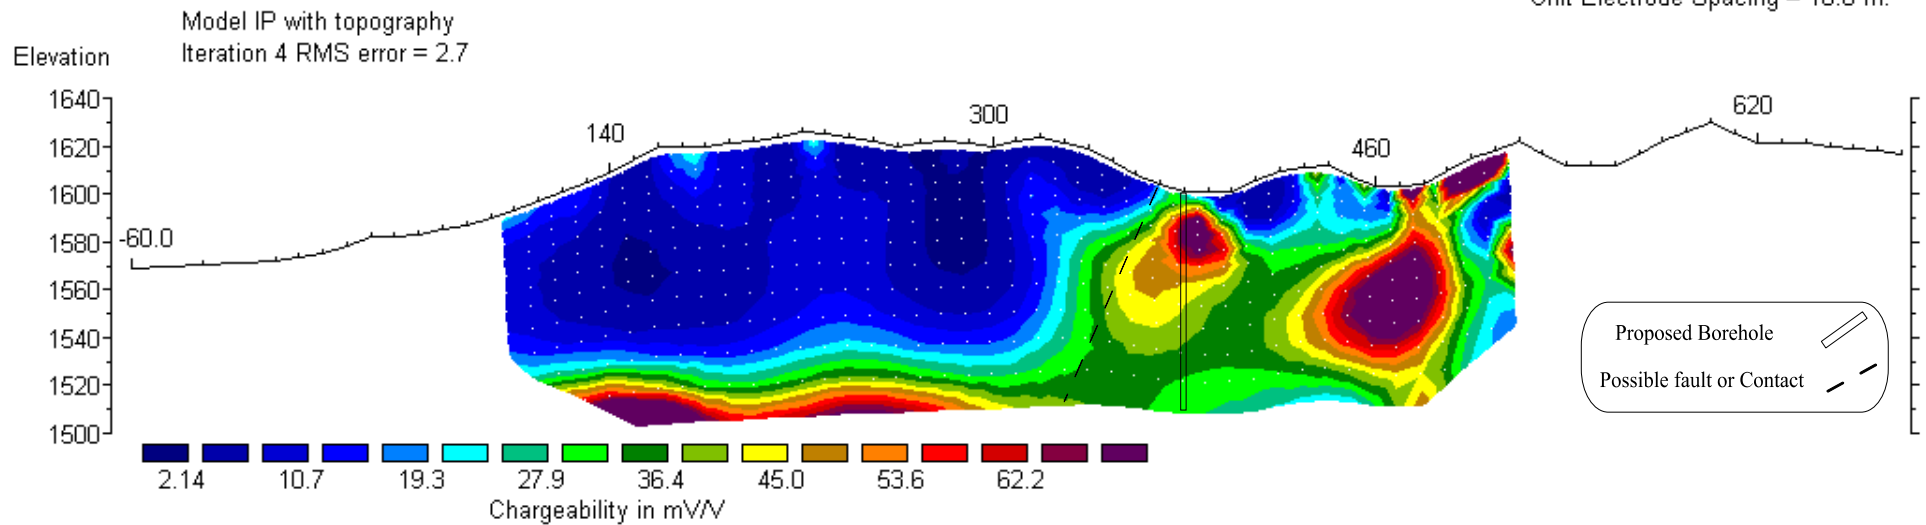 Model IP with topography
Iteration 4 RMS error = 2.7
Elevation
1640
1620
1600
1580
1560
1540
1520
1500
-60.0
140
300
460
620
Proposed Borehole
Possible fault or Contact
2.14 10.7 19.3 27.9 36.4 45.0 53.6 62.2
Chargeability in mV/V